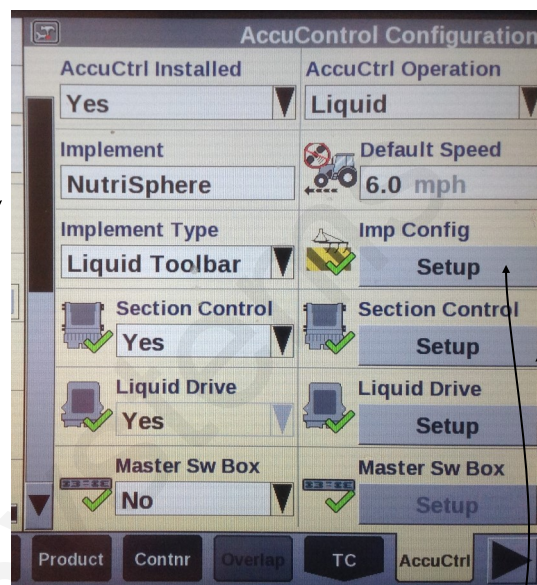 AccuControl Configuration
AccuCtrl Installed
AccuCtrl Operation
Yes
Liquid
Implement
Default Speed
NutriSphere
6.0 mph
Implement Type
Imp Config
Liquid Toolbar
Setup
Section Control
Section Control
Yes
Setup
Liquid Drive
Liquid Drive
Yes
Setup
Master Sw Box
Master Sw Box
No
Setup
Product
Contnr
Overlap
TC
AccuCtrl